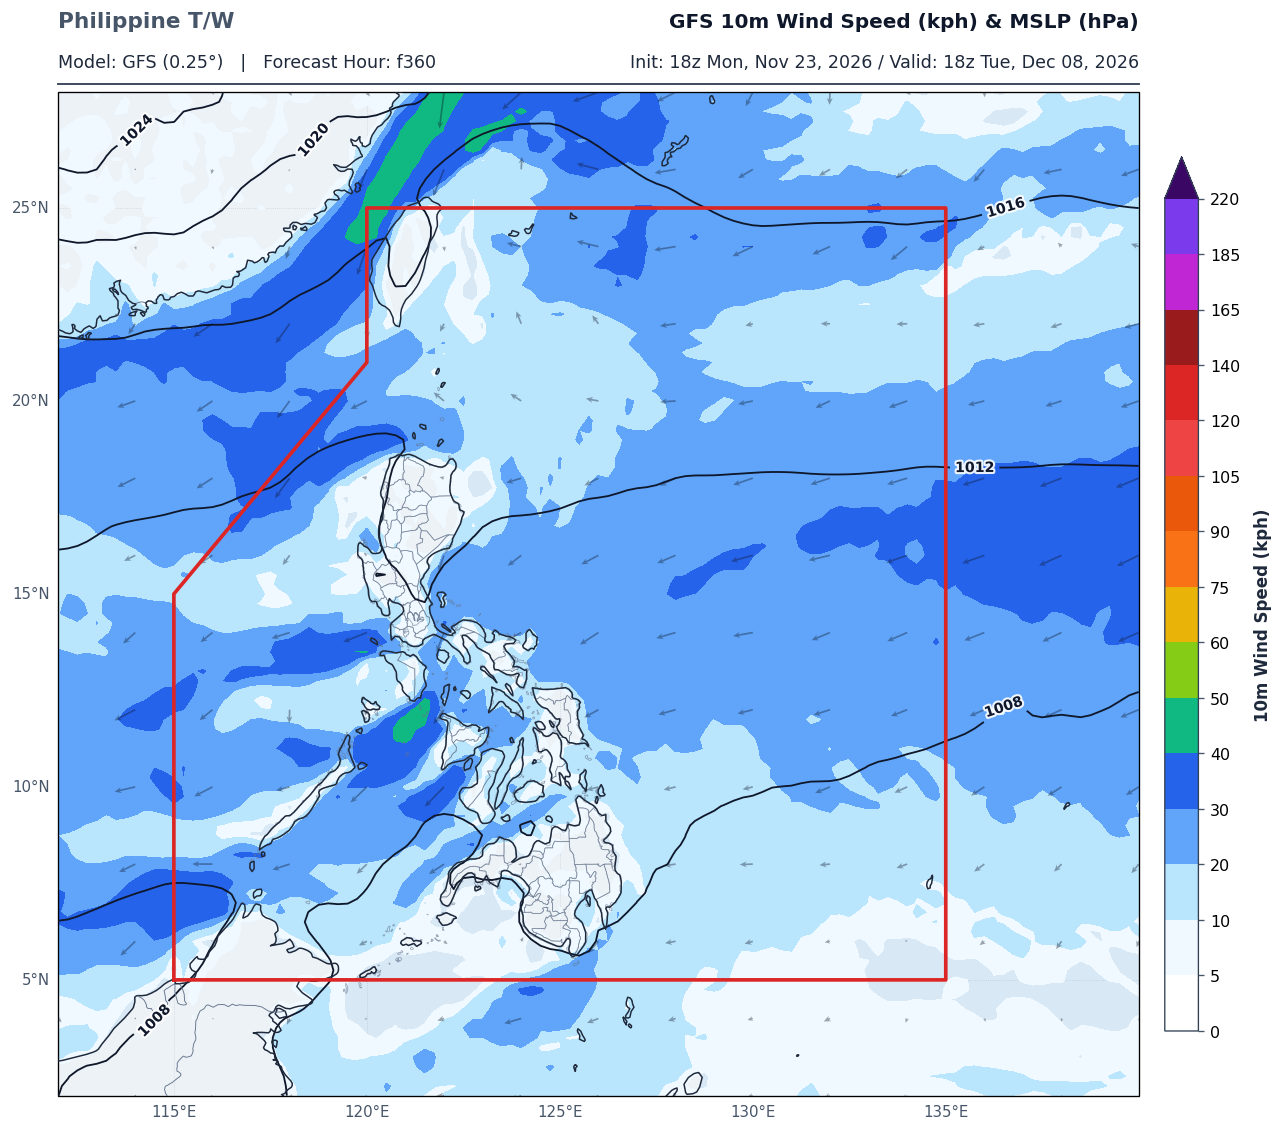 Philippine T/W
GFS 10m Wind Speed (kph) & MSLP (hPa)
Model: GFS (0.25°) | Forecast Hour: f360
Init: 18z Mon, Nov 23, 2026 / Valid: 18z Tue, Dec 08, 2026
1024
1020
1016
1012
1008
1008
25°N
20°N
15°N
10°N
5°N
115°E
120°E
125°E
130°E
135°E
220
185
165
140
120
105
90
75
60
50
40
30
20
10
5
0
10m Wind Speed (kph)